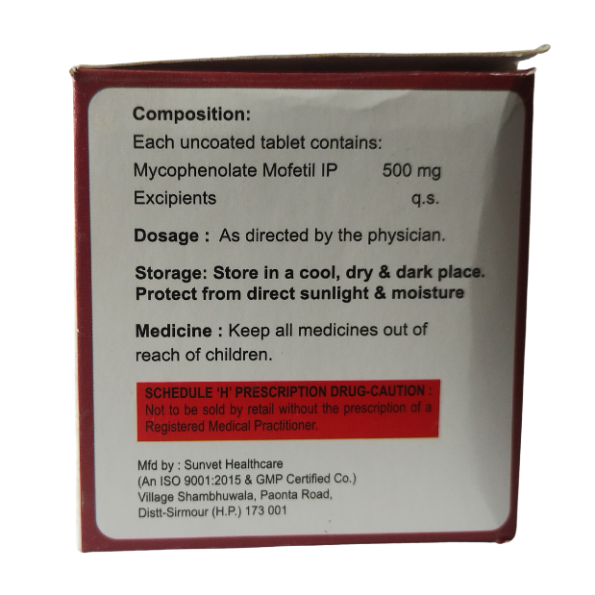 Composition:
Each uncoated tablet contains:
Mycophenolate Mofetil IP 500 mg
Excipients q.s.
Dosage : As directed by the physician.
Storage: Store in a cool, dry & dark place.
Protect from direct sunlight & moisture
Medicine : Keep all medicines out of
reach of children.
SCHEDULE 'H' PRESCRIPTION DRUG-CAUTION :
Not to be sold by retail without the prescription of a
Registered Medical Practitioner.
Mfd by : Sunvet Healthcare
(An ISO 9001:2015 & GMP Certified Co.)
Village Shambhuwala, Paonta Road,
Distt-Sirmour (H.P.) 173 001